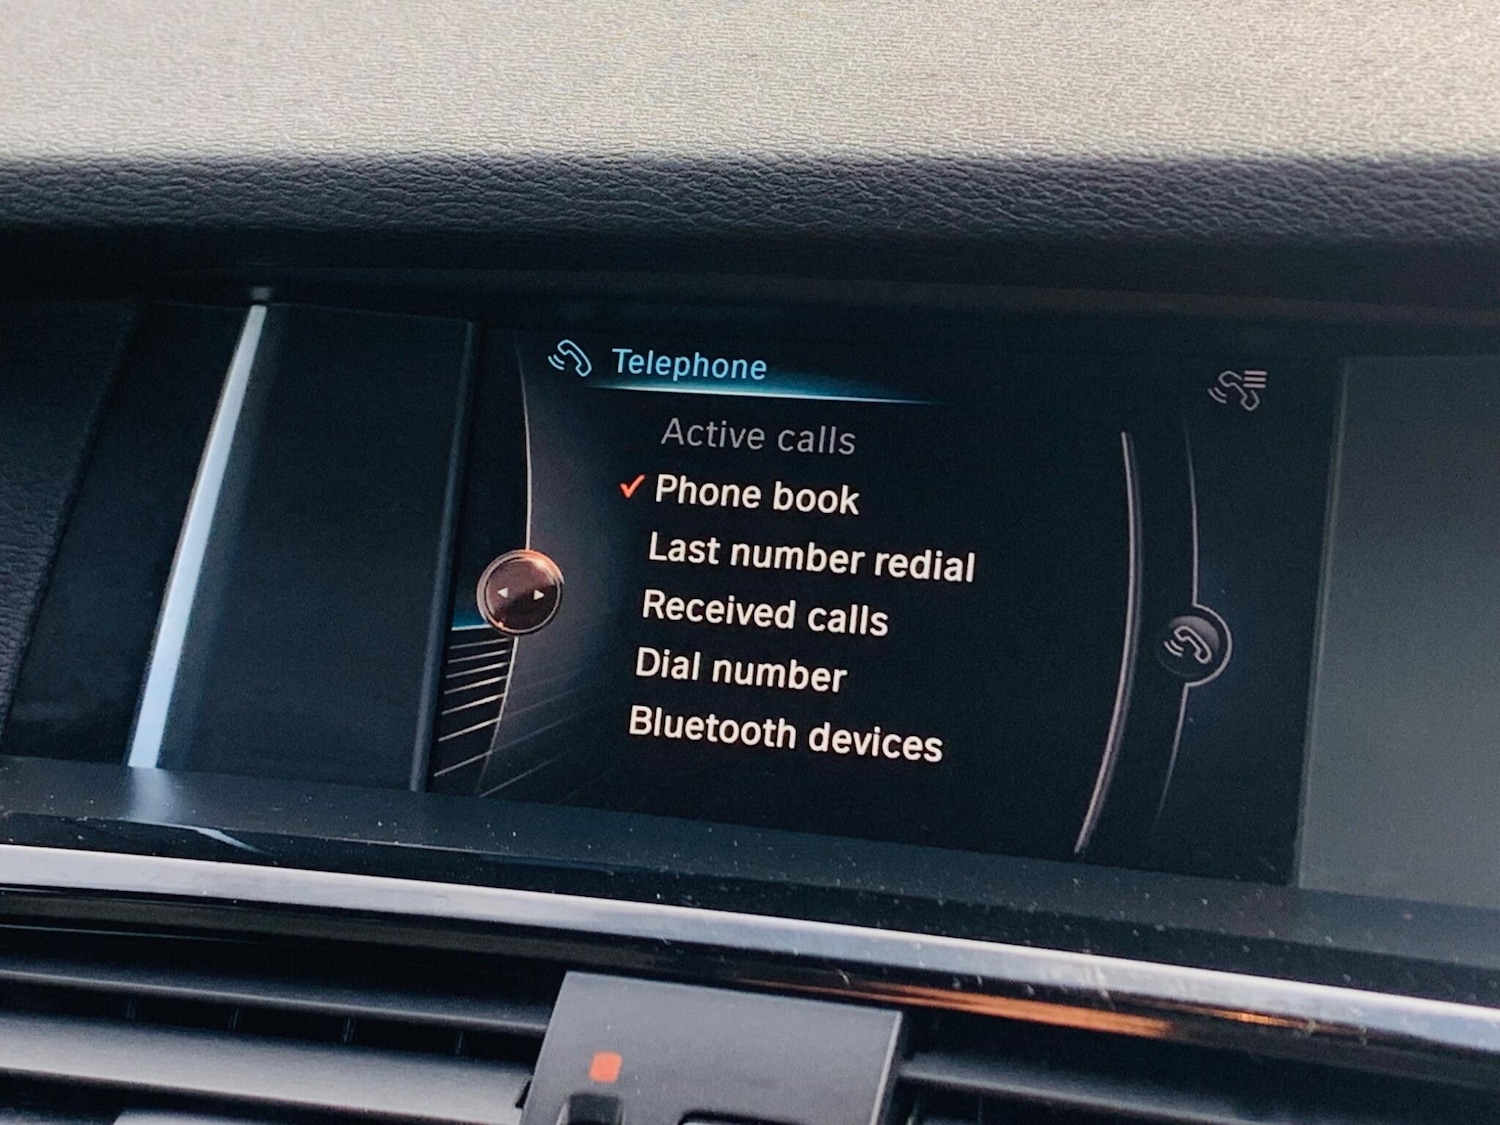 Telephone
Active calls
Phone book
Last number redial
Received calls
Dial number
Bluetooth devices